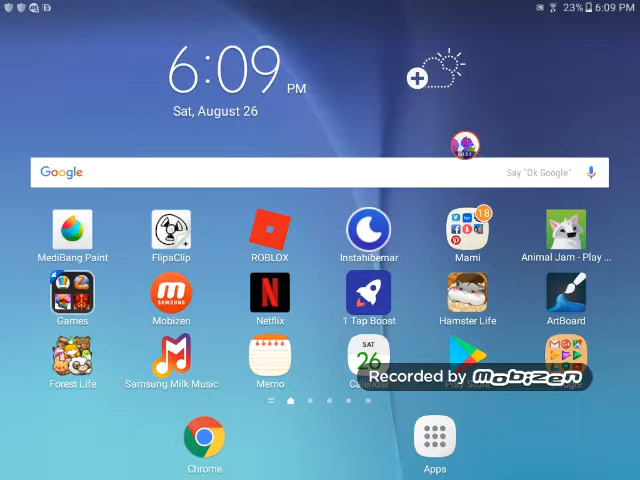 23% 6:09 PM
6:09 PM
Sat, August 26
Google
Say "Ok Google"
18
MediBang Paint
FlipaClip
ROBLOX
Instahibernar
Mami
Animal Jam - Play ...
Games
Mobizen
Netflix
1 Tap Boost
Hamster Life
ArtBoard
SAT
26
Forest Life
Samsung Milk Music
Memo
Calendar
Play Store
Google
Recorded by Mobizen
Chrome
Apps